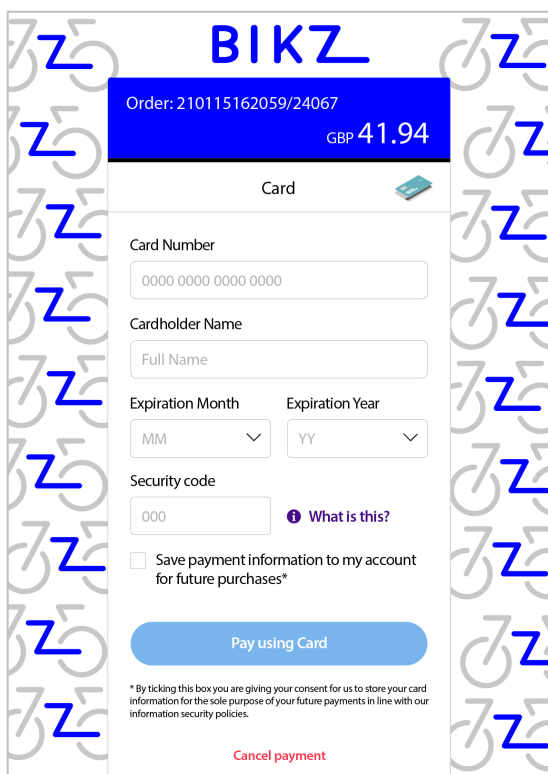 BIKZ
Order: 210115162059/24067
GBP 41.94
Card
Card Number
0000 0000 0000 0000
Cardholder Name
Full Name
Expiration Month
Expiration Year
MM
YY
Security code
000
What is this?
Save payment information to my account
for future purchases*
Pay using Card
* By ticking this box you are giving your consent for us to store your card
information for the sole purpose of your future payments in line with our
information security policies.
Cancel payment